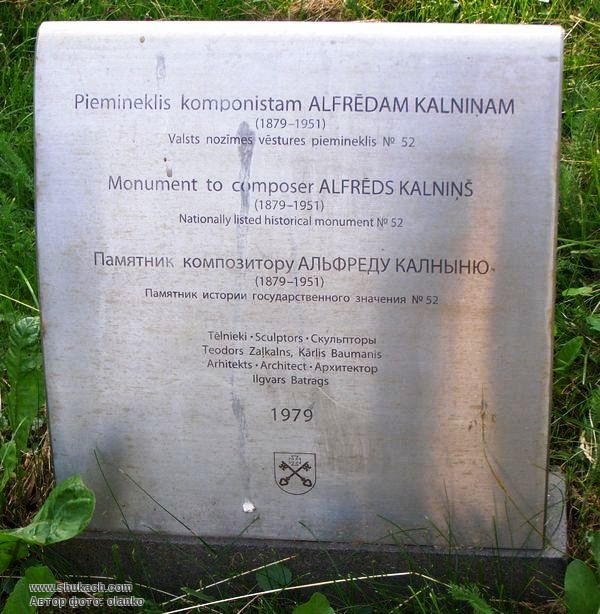 Piemineklis komponistam ALFRĒDAM KALNIŅAM
(1879–1951)
Valsts nozīmes vēstures piemineklis № 52
Monument to composer ALFRĒDS KALNIŅŠ
(1879–1951)
Nationally listed historical monument № 52
Памятник композитору АЛЬФРЕДУ КАЛНЫНЮ
(1879–1951)
Памятник истории государственного значения № 52
Tēlnieki · Sculptors · Скульпторы
Teodors Zaļkalns, Kārlis Baumanis
Arhitekts · Architect · Архитектор
Ilgvars Batrags
1979
www.shukach.com
Автор фото: olanko